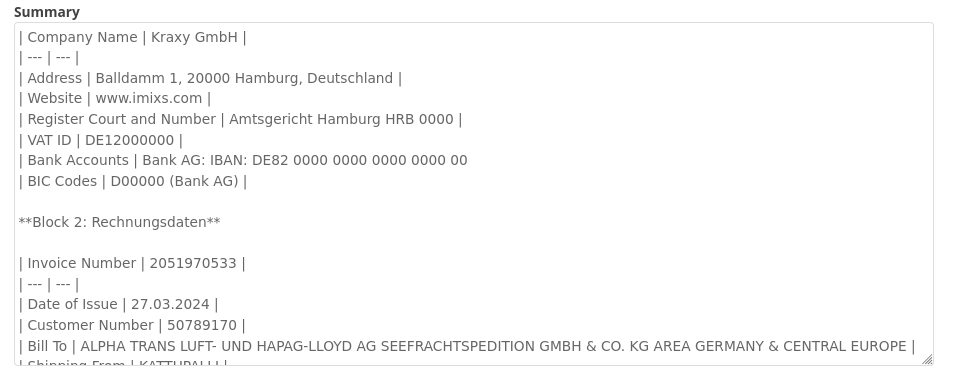 Summary
| Company Name | Kraxy GmbH |
| --- | --- |
| Address | Balldamm 1, 20000 Hamburg, Deutschland |
| Website | www.imixs.com |
| Register Court and Number | Amtsgericht Hamburg HRB 0000 |
| VAT ID | DE12000000 |
| Bank Accounts | Bank AG: IBAN: DE82 0000 0000 0000 0000 00
| BIC Codes | D00000 (Bank AG) |
**Block 2: Rechnungsdaten**
| Invoice Number | 2051970533 |
| --- | --- |
| Date of Issue | 27.03.2024 |
| Customer Number | 50789170 |
| Bill To | ALPHA TRANS LUFT- UND HAPAG-LLOYD AG SEEFRACHTSPEDITION GMBH & CO. KG AREA GERMANY & CENTRAL EUROPE |
| Shipping From | KATTUPALLI |